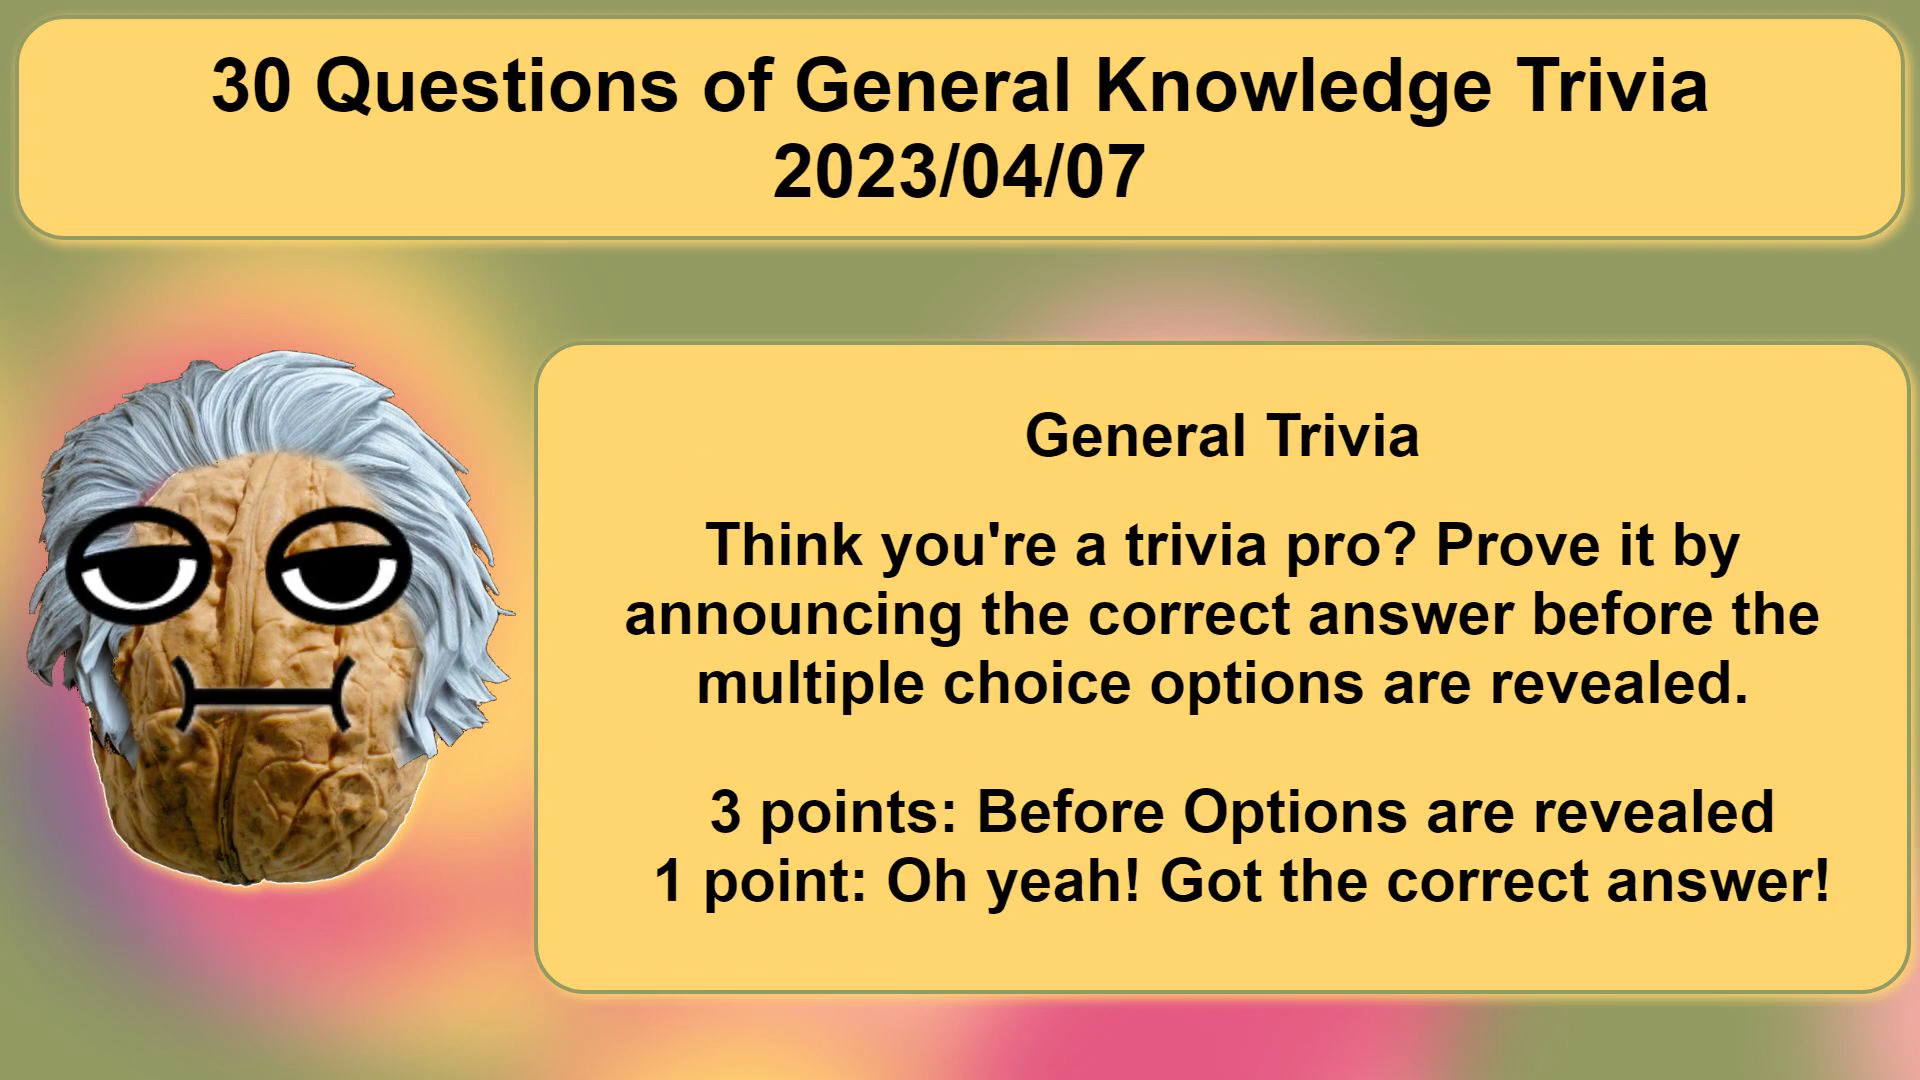 30 Questions of General Knowledge Trivia
2023/04/07
General Trivia
Think you're a trivia pro? Prove it by
announcing the correct answer before the
multiple choice options are revealed.
3 points: Before Options are revealed
1 point: Oh yeah! Got the correct answer!